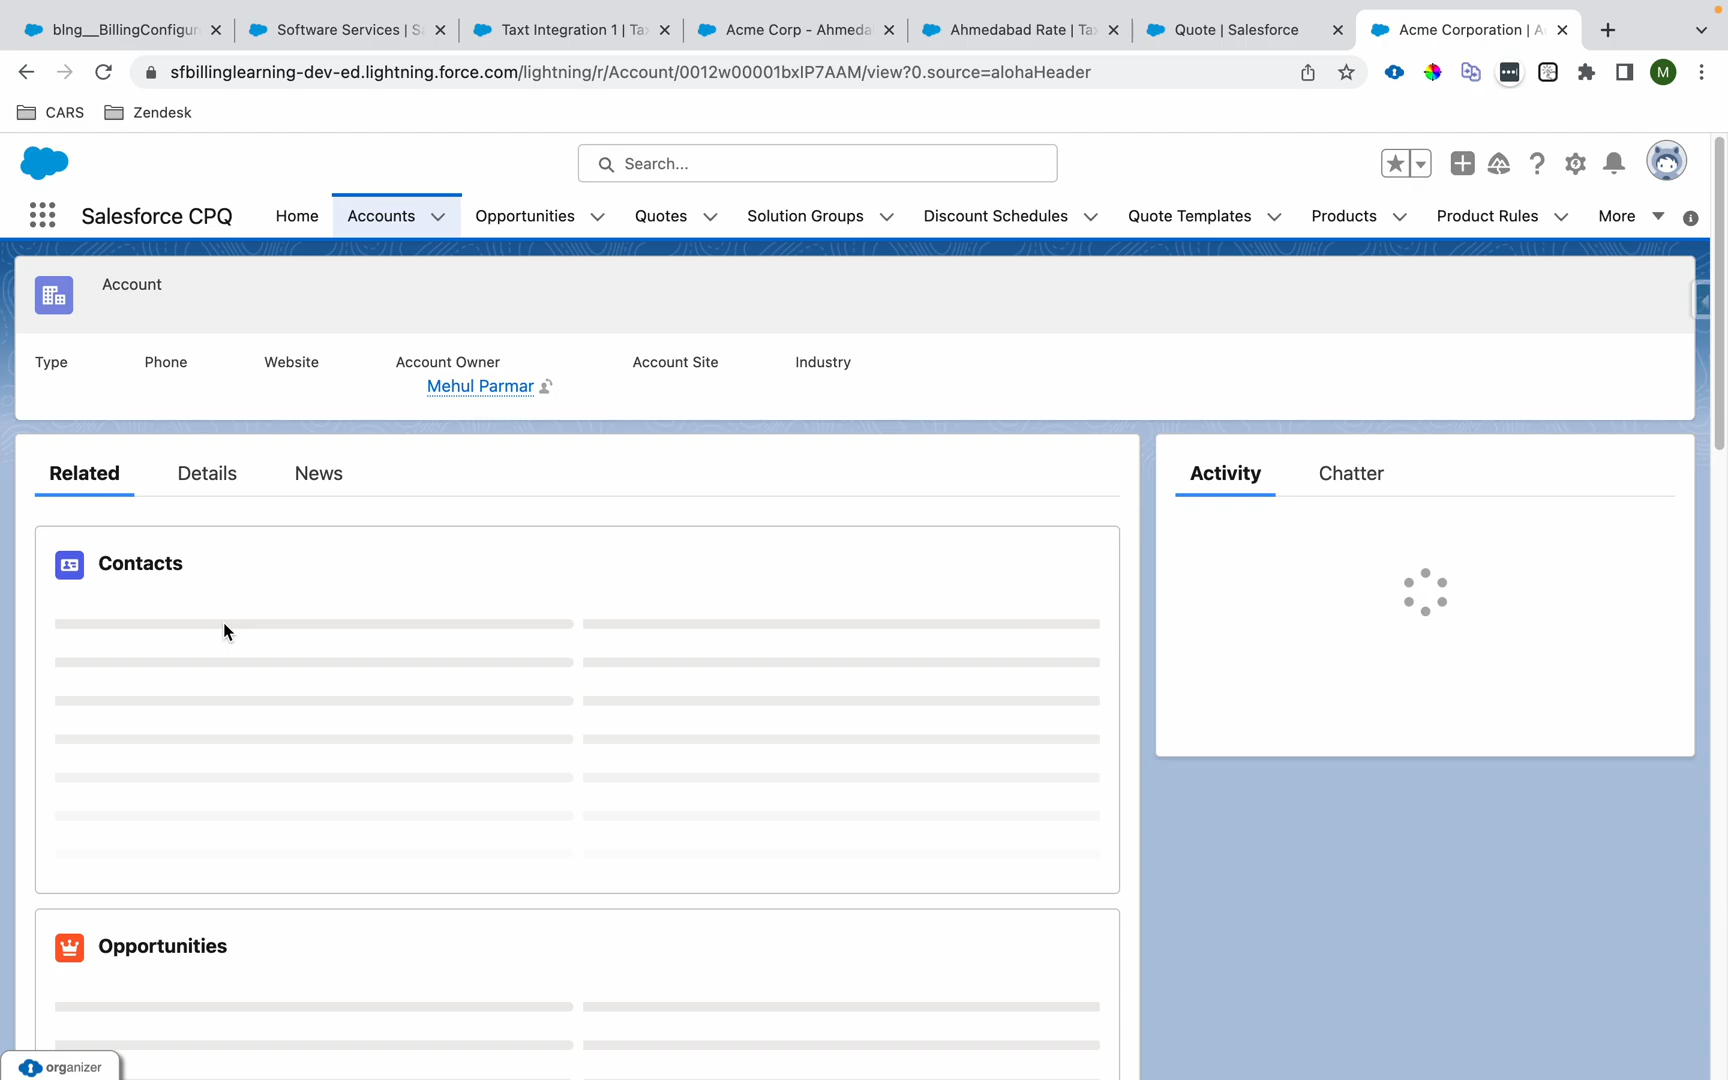 blng__BillingConfigur
Software Services | S
Taxt Integration 1 | Tax
Acme Corp - Ahmeda
Ahmedabad Rate | Tax
Quote | Salesforce
Acme Corporation | A
sfbillinglearning-dev-ed.lightning.force.com/lightning/r/Account/0012w00001bxIP7AAM/view?0.source=alohaHeader
M
CARS
Zendesk
Search...
Salesforce CPQ
Home
Accounts
Opportunities
Quotes
Solution Groups
Discount Schedules
Quote Templates
Products
Product Rules
More
Account
Type
Phone
Website
Account Owner
Account Site
Industry
Mehul Parmar
Related
Details
News
Activity
Chatter
Contacts
Opportunities
organizer